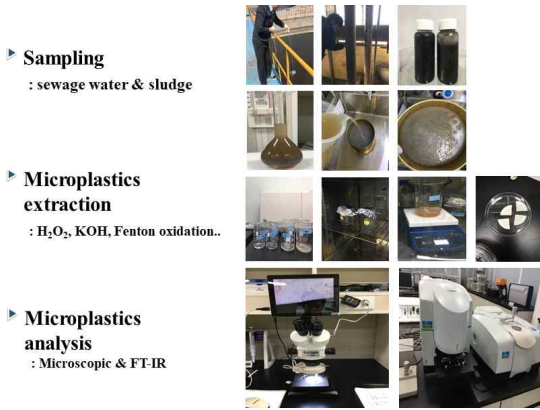 Sampling
: sewage water & sludge
Microplastics
extraction
: H₂O₂, KOH, Fenton oxidation..
Microplastics
analysis
: Microscopic & FT-IR